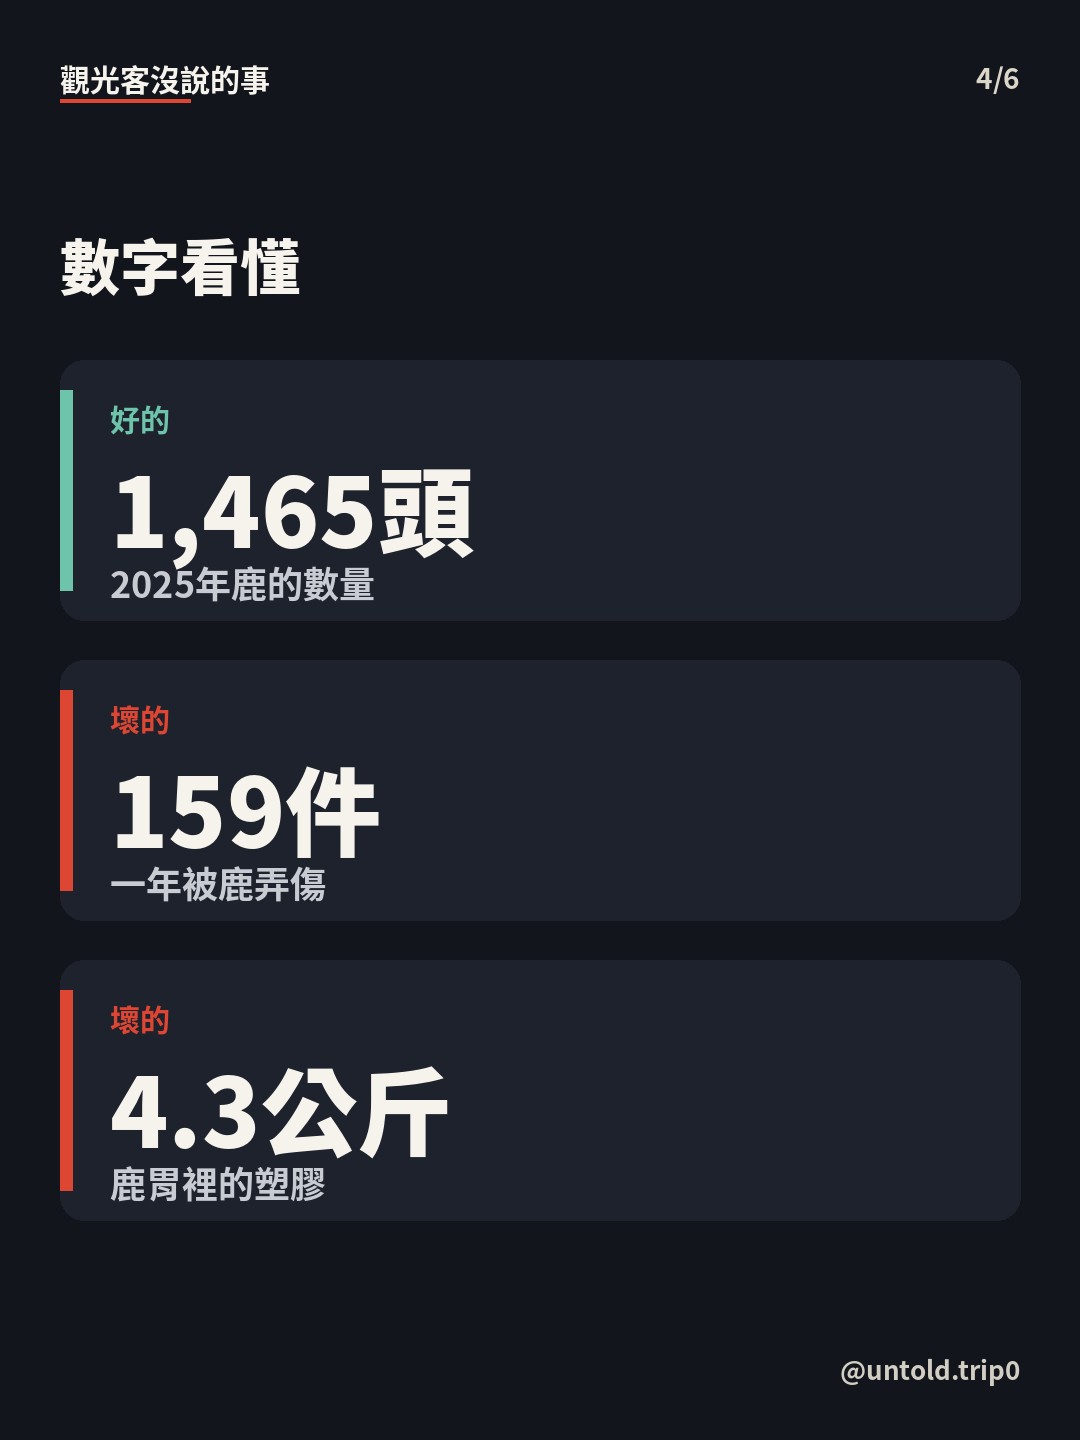 觀光客沒說的事
4/6
數字看懂
好的
1,465頭
2025年鹿的數量
壞的
159件
一年被鹿弄傷
壞的
4.3公斤
鹿胃裡的塑膠
@untold.trip0